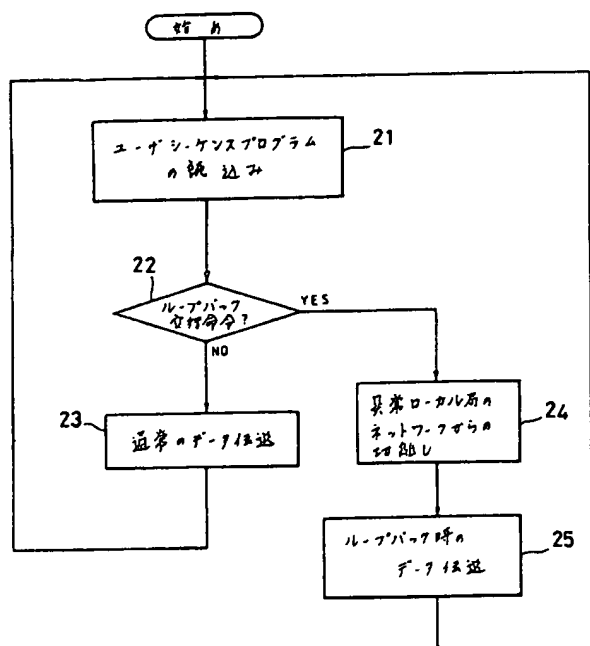 始め
ユーザシーケンスプログラム
の読込み
21
22
ループバック
実行命令?
YES
NO
23
通常のデータ伝送
異常ローカル局の
ネットワークからの
切離し
24
ループバック時の
データ伝送
25